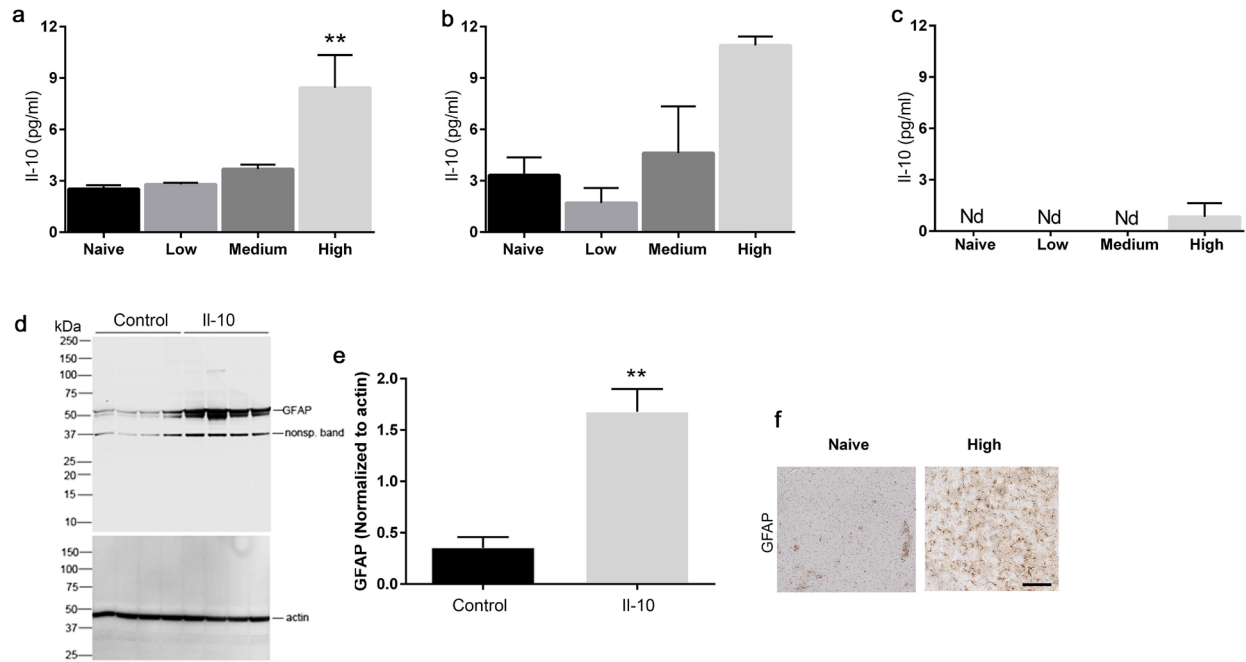 a
12
9
6
3
0
Il-10 (pg/ml)
**
Naive Low Medium High
b
12
9
6
3
0
Il-10 (pg/ml)
Naive Low Medium High
c
12
9
6
3
0
Il-10 (pg/ml)
Nd Nd Nd
Naive Low Medium High
d
kDa Control Il-10
250
150
100
75
50
37
25
20
15
10
GFAP
nonsp. band
150
100
75
50
37
25
actin
e
GFAP (Normalized to actin)
2.0
1.5
1.0
0.5
0.0
**
Control Il-10
f
Naive High
GFAP